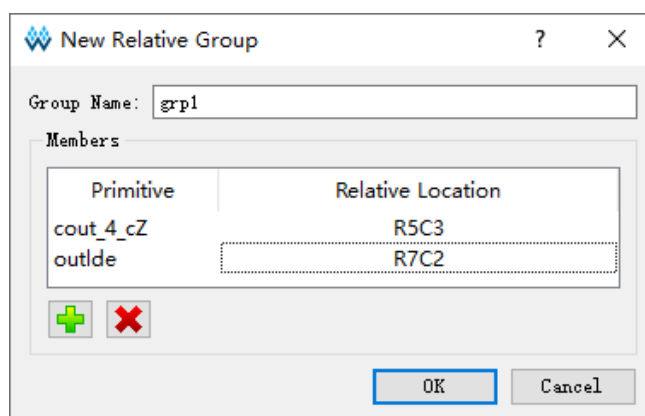 New Relative Group ?
Group Name: grp1
Members
Primitive Relative Location
cout_4_cZ R5C3
outlde R7C2
OK Cancel